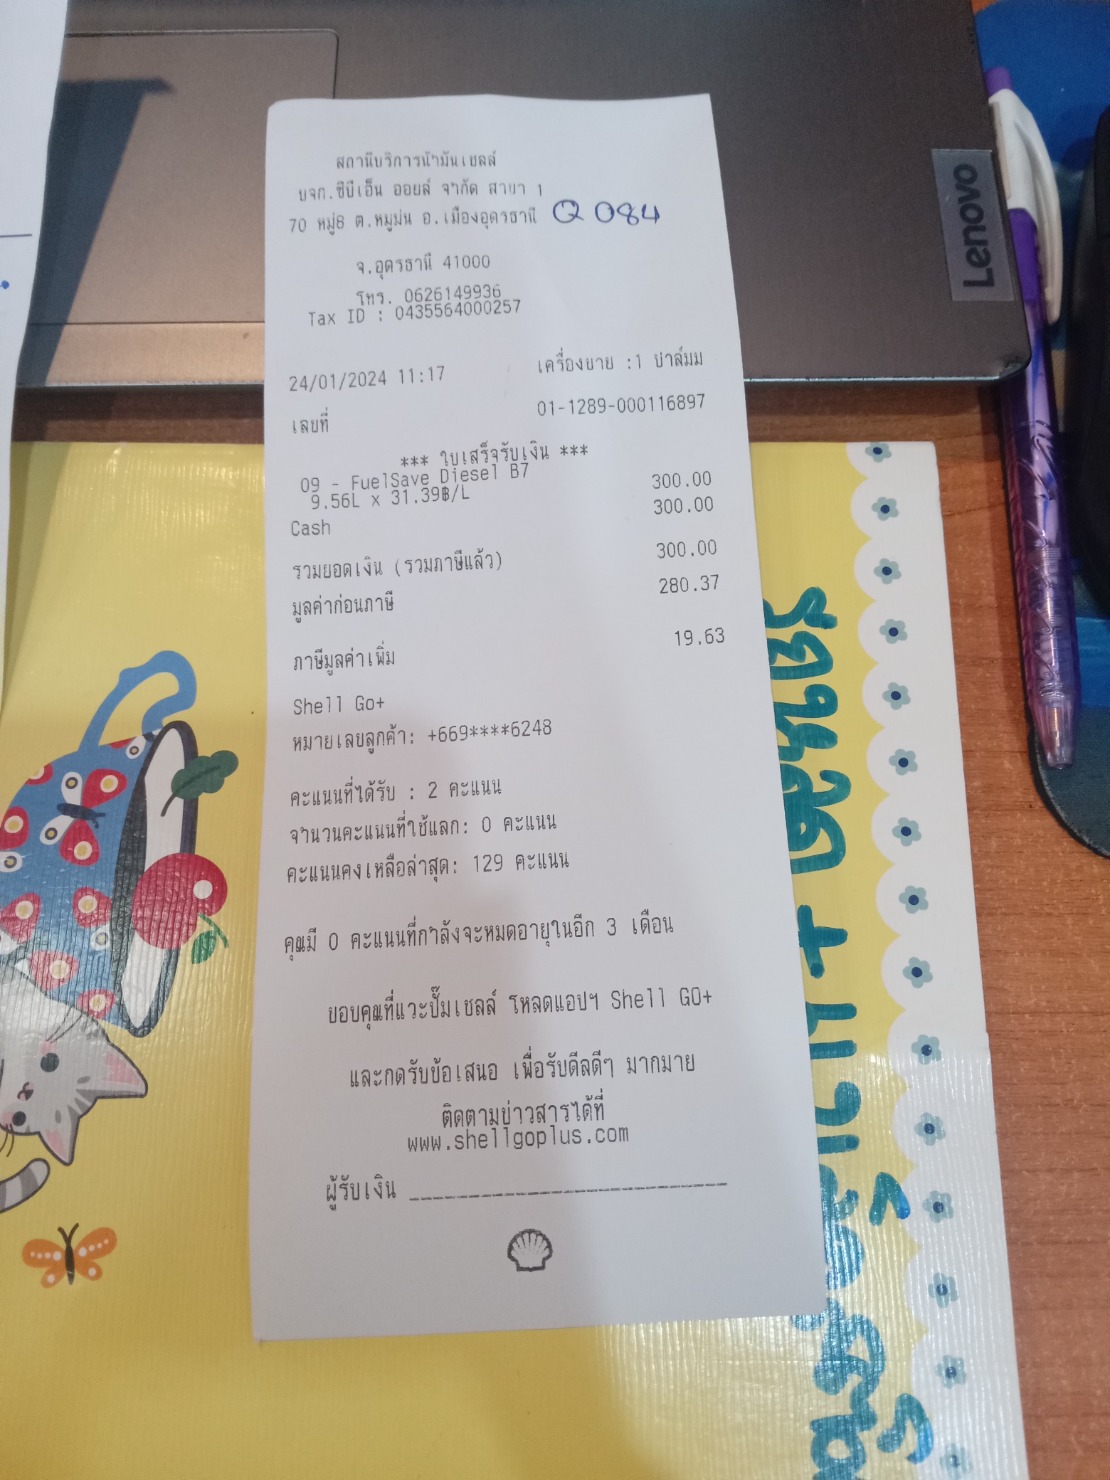 สถานีบริการน้ำมันเชลล์
บจก.ซีบีเอ็น ออยล์ จำกัด สาขา 1
70 หมู่8 ต.หมูม่น อ.เมืองอุดรธานี Q 084
จ.อุดรธานี 41000
โทร. 0626149936
Tax ID : 0435564000257
24/01/2024 11:17 เครื่องขาย :1 ปาล์มม
เลขที่ 01-1289-000116897
*** ใบเสร็จรับเงิน ***
09 - FuelSave Diesel B7
9.56L x 31.39฿/L 300.00
Cash 300.00
รวมยอดเงิน (รวมภาษีแล้ว) 300.00
มูลค่าก่อนภาษี 280.37
ภาษีมูลค่าเพิ่ม 19.63
Shell Go+
หมายเลขลูกค้า: +669****6248
คะแนนที่ได้รับ : 2 คะแนน
จำนวนคะแนนที่ใช้แลก: 0 คะแนน
คะแนนคงเหลือล่าสุด: 129 คะแนน
คุณมี 0 คะแนนที่กำลังจะหมดอายุในอีก 3 เดือน
ขอบคุณที่แวะปั๊มเชลล์ โหลดแอปฯ Shell GO+
และกดรับข้อเสนอ เพื่อรับดีลดีๆ มากมาย
ติดตามข่าวสารได้ที่
www.shellgoplus.com
ผู้รับเงิน
Lenovo